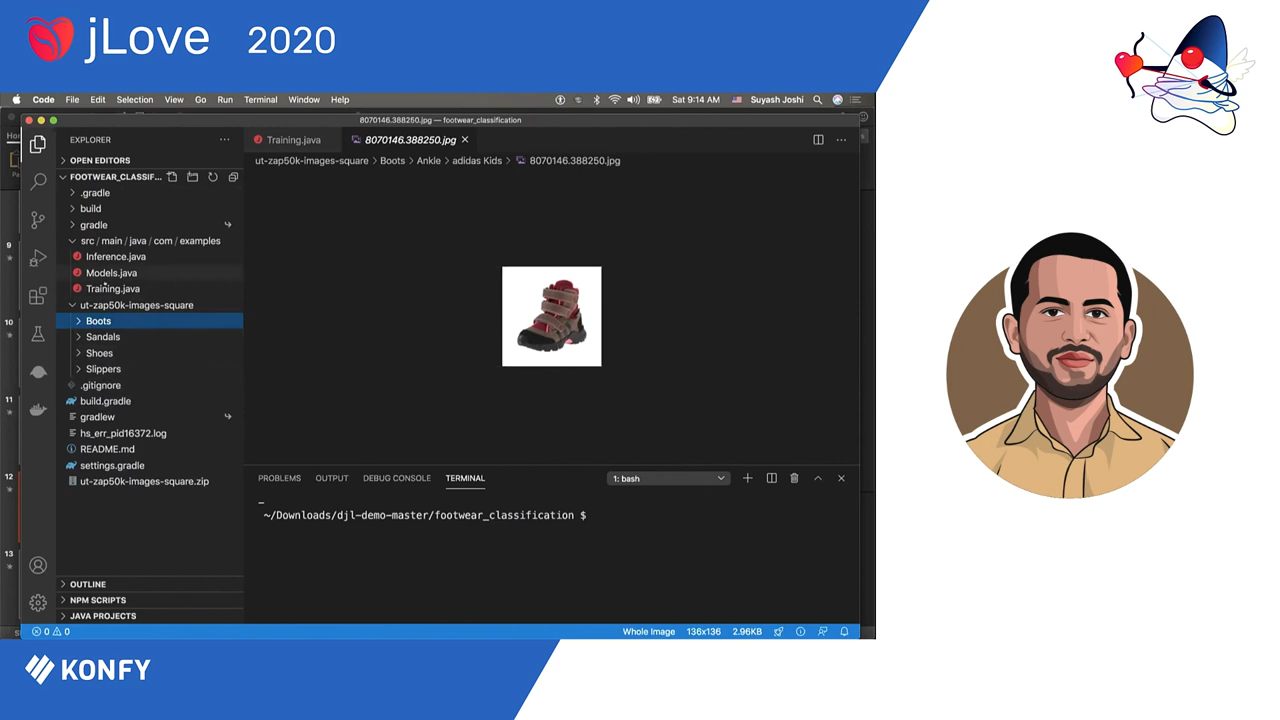 jLove 2020
Code File Edit Selection View Go Run Terminal Window Help
Sat 9:14 AM Suyash Joshi
8070146.388250.jpg — footwear_classification
EXPLORER
Training.java
8070146.388250.jpg
OPEN EDITORS
ut-zap50k-images-square > Boots > Ankle > adidas Kids > 8070146.388250.jpg
FOOTWEAR_CLASSIF...
.gradle
build
gradle
src / main / java / com / examples
Inference.java
Models.java
Training.java
ut-zap50k-images-square
Boots
Sandals
Shoes
Slippers
.gitignore
build.gradle
gradlew
hs_err_pid16372.log
README.md
settings.gradle
ut-zap50k-images-square.zip
9
10
11
12
13
PROBLEMS OUTPUT DEBUG CONSOLE TERMINAL
1: bash
~/Downloads/djl-demo-master/footwear_classification $
OUTLINE
NPM SCRIPTS
JAVA PROJECTS
0 0
Whole Image 136x136 2.96KB
KONFY